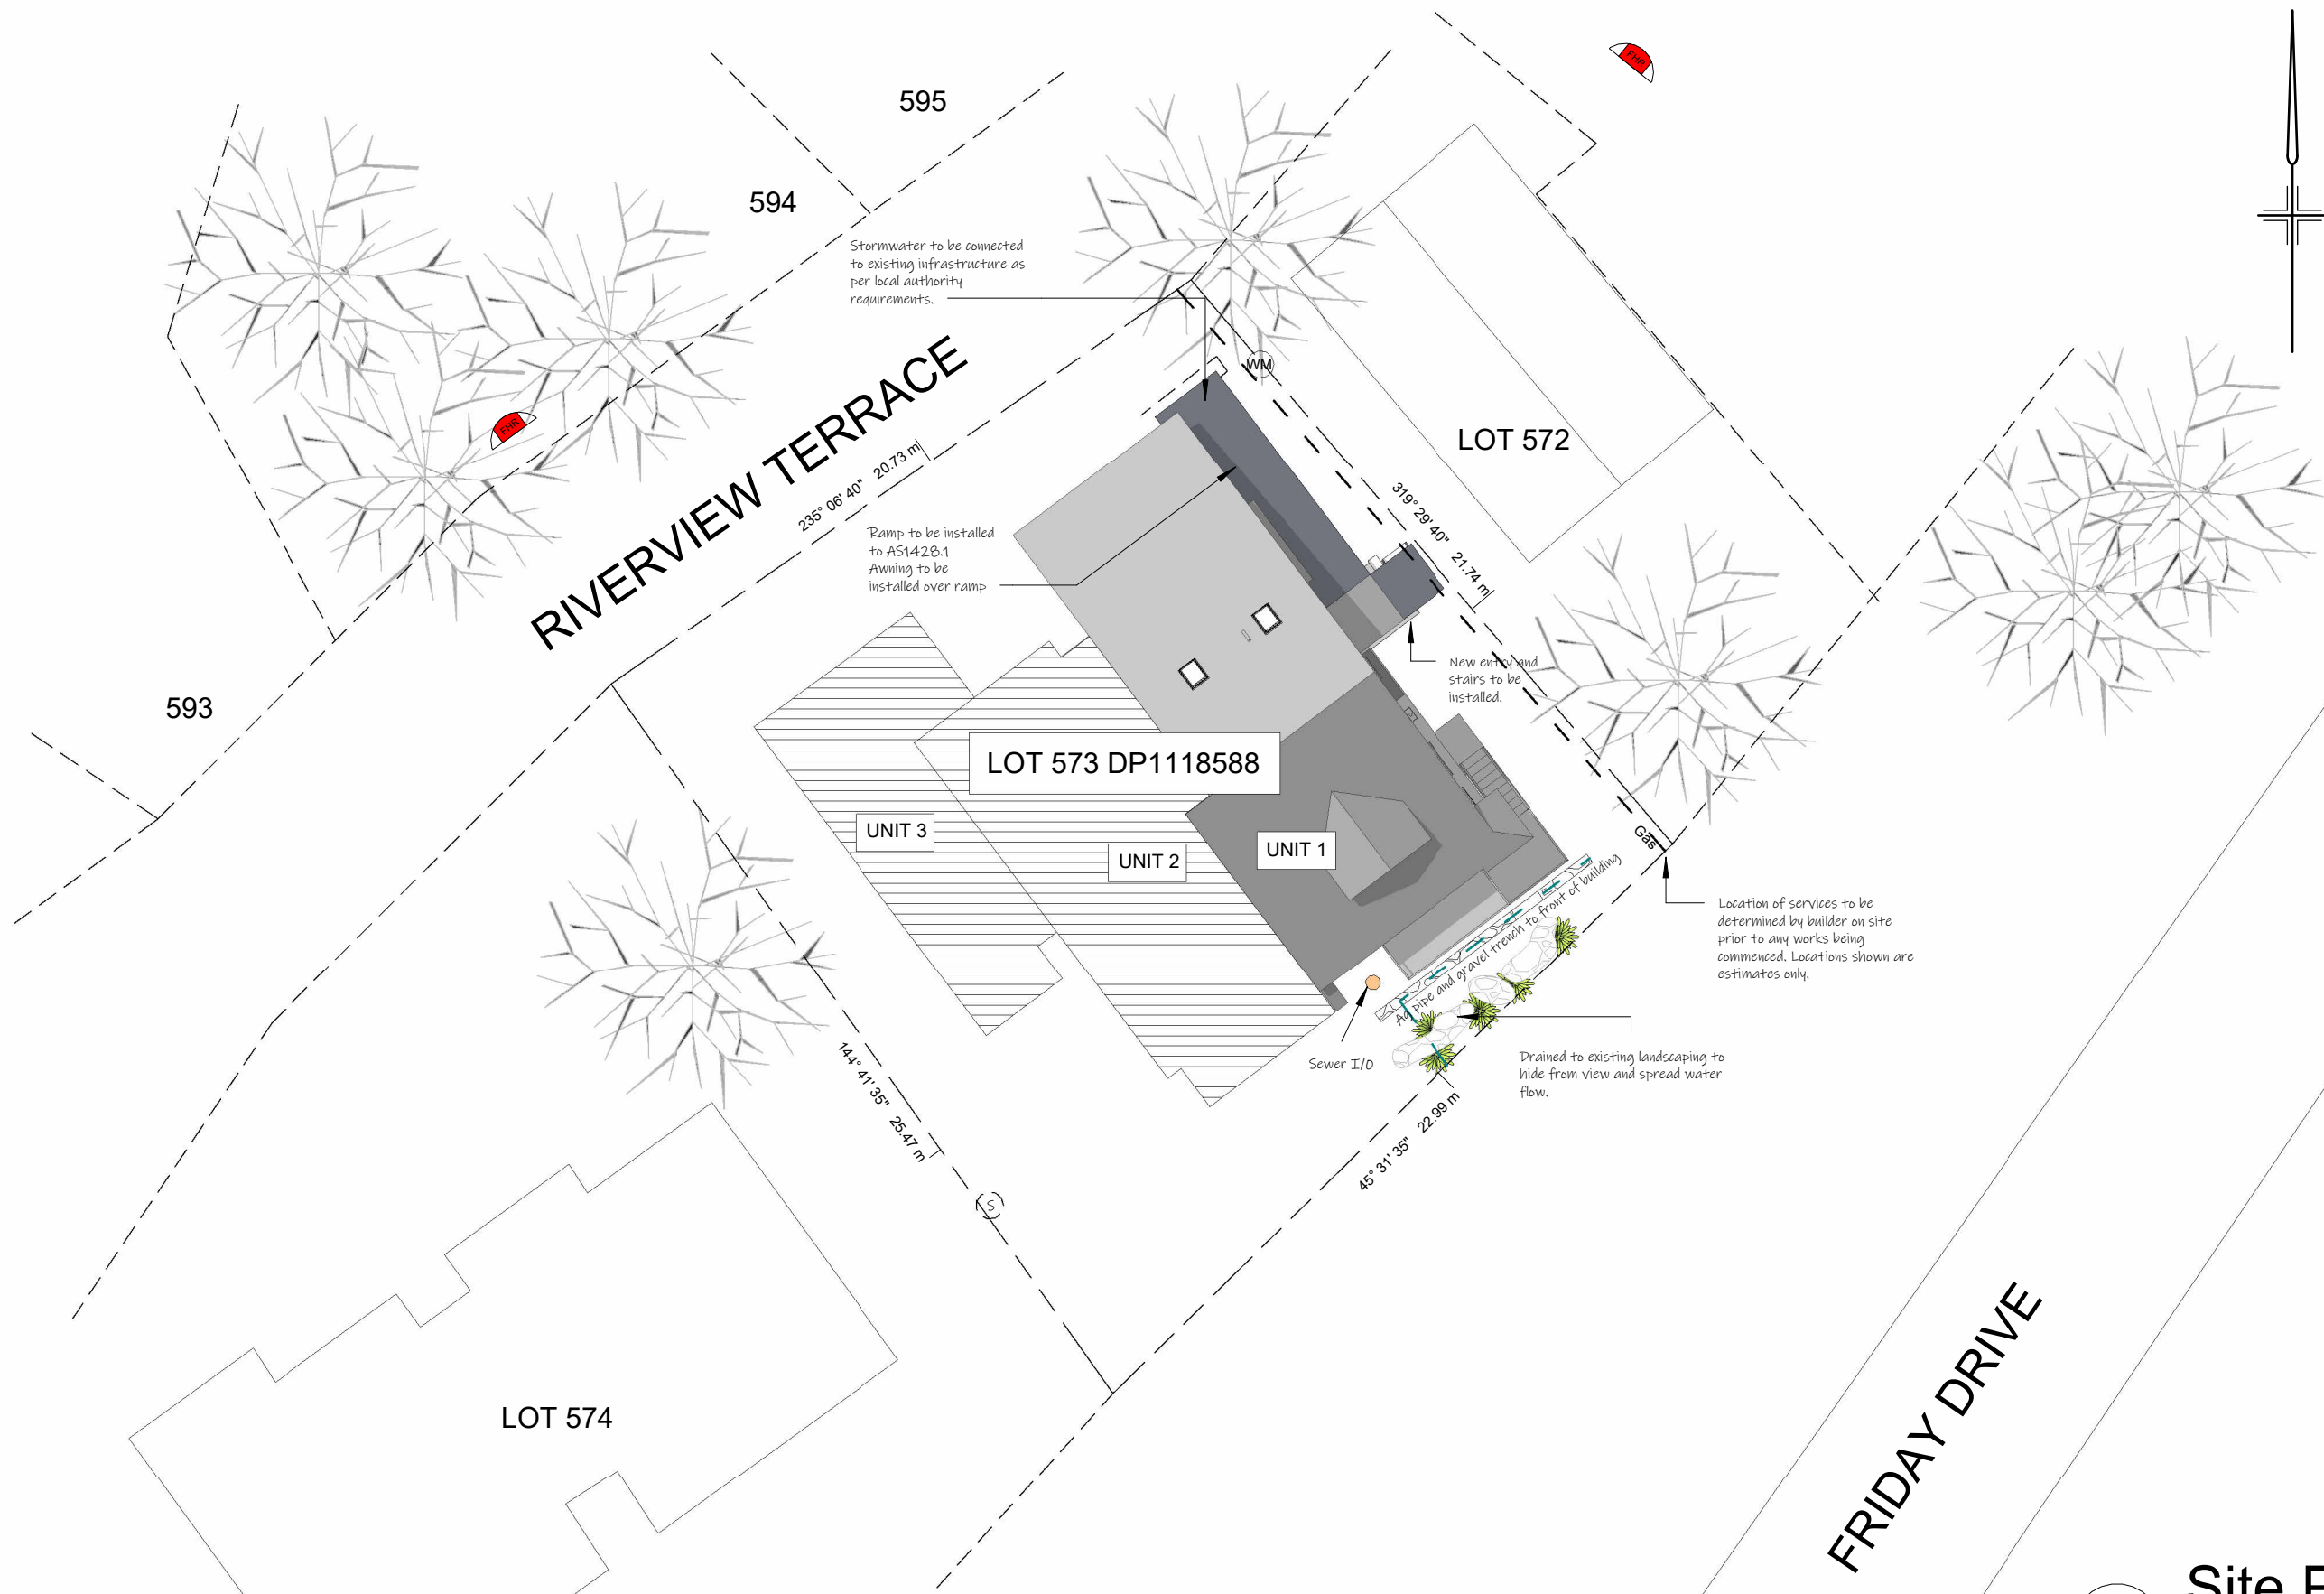 FHR
595
594
Stormwater to be connected
to existing infrastructure as
per local authority
requirements.
WM
RIVERVIEW TERRACE
LOT 572
FHR
235° 06' 40" 20.73 m
319° 29' 40" 21.74 m
Ramp to be installed
to AS1428.1
Awning to be
installed over ramp
New entry and
stairs to be
installed.
593
LOT 573 DP1118588
UNIT 3
UNIT 2
UNIT 1
Gas
Location of services to be
determined by builder on site
prior to any works being
commenced. Locations shown are
estimates only.
Ag pipe and gravel trench to front of building
Sewer I/O
Drained to existing landscaping to
hide from view and spread water
flow.
144° 41' 35" 25.47 m
45° 31' 35" 22.99 m
S
LOT 574
FRIDAY DRIVE
Site